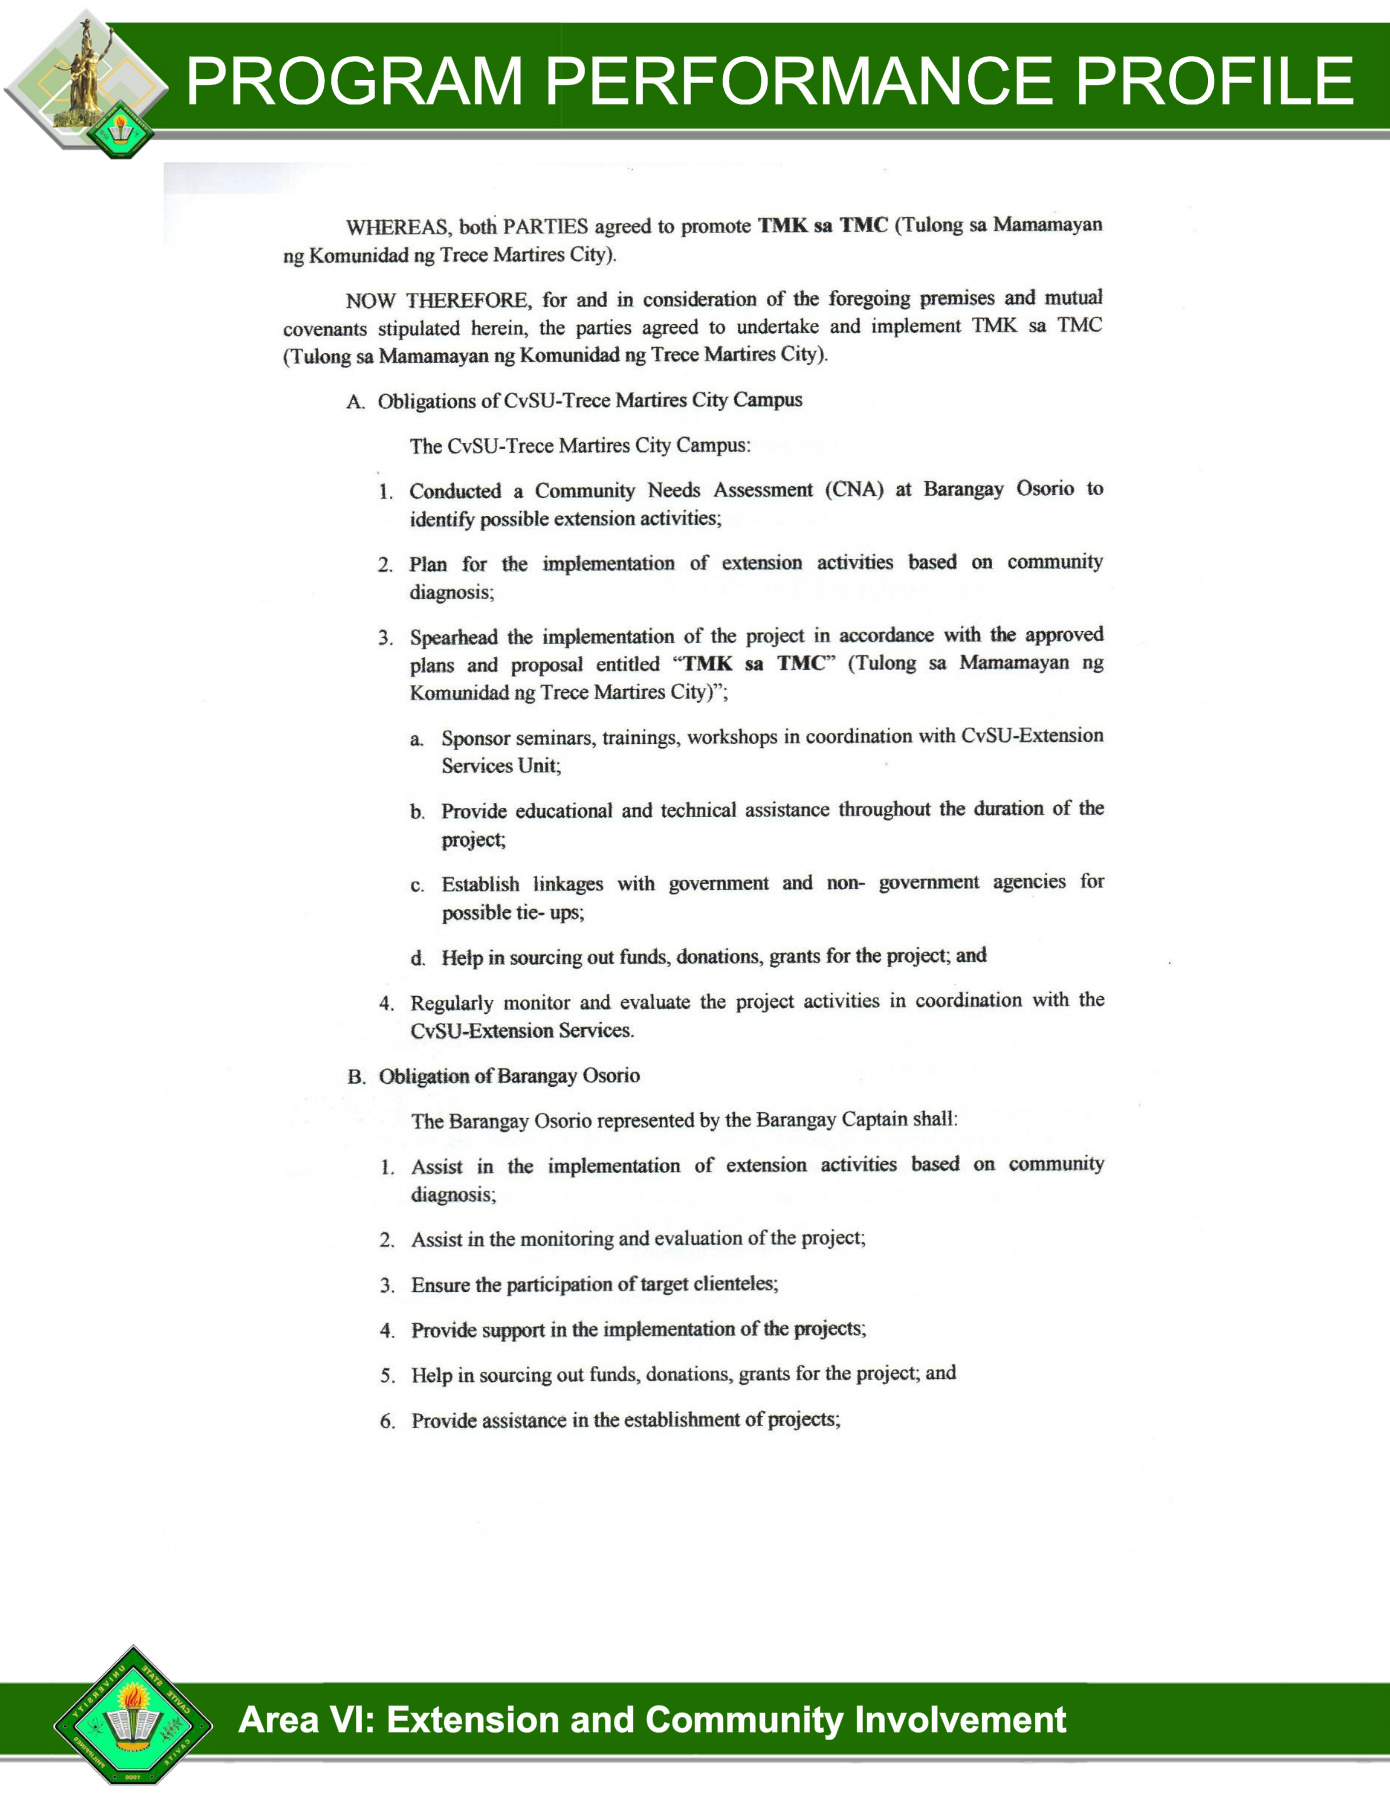 PROGRAM PERFORMANCE PROFILE
WHEREAS, both PARTIES agreed to promote TMK sa TMC (Tulong sa Mamamayan
ng Komunidad ng Trece Martires City).
NOW THEREFORE, for and in consideration of the foregoing premises and mutual
covenants stipulated herein, the parties agreed to undertake and implement TMK sa TMC
(Tulong sa Mamamayan ng Komunidad ng Trece Martires City).
A. Obligations of CvSU-Trece Martires City Campus
The CvSU-Trece Martires City Campus:
1. Conducted a Community Needs Assessment (CNA) at Barangay Osorio to
identify possible extension activities;
2. Plan for the implementation of extension activities based on community
diagnosis;
3. Spearhead the implementation of the project in accordance with the approved
plans and proposal entitled “TMK sa TMC” (Tulong sa Mamamayan ng
Komunidad ng Trece Martires City)”;
a. Sponsor seminars, trainings, workshops in coordination with CvSU-Extension
Services Unit;
b. Provide educational and technical assistance throughout the duration of the
project;
c. Establish linkages with government and non- government agencies for
possible tie- ups;
d. Help in sourcing out funds, donations, grants for the project; and
4. Regularly monitor and evaluate the project activities in coordination with the
CvSU-Extension Services.
B. Obligation of Barangay Osorio
The Barangay Osorio represented by the Barangay Captain shall:
1. Assist in the implementation of extension activities based on community
diagnosis;
2. Assist in the monitoring and evaluation of the project;
3. Ensure the participation of target clienteles;
4. Provide support in the implementation of the projects;
5. Help in sourcing out funds, donations, grants for the project; and
6. Provide assistance in the establishment of projects;
CAVITE STATE UNIVERSITY
CAVITE PHILIPPINES
1906
Area VI: Extension and Community Involvement